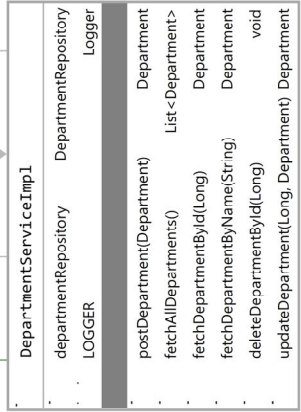 DepartmentServiceImpl
departmentRepository DepartmentRepository
LOGGER Logger
postDepartment(Department) Department
fetchAllDepartments() List<Department>
fetchDepartmentById(Long) Department
fetchDepartmentByName(String) Department
deleteDepartmentById(Long) void
updateDepartment(Long, Department) Department